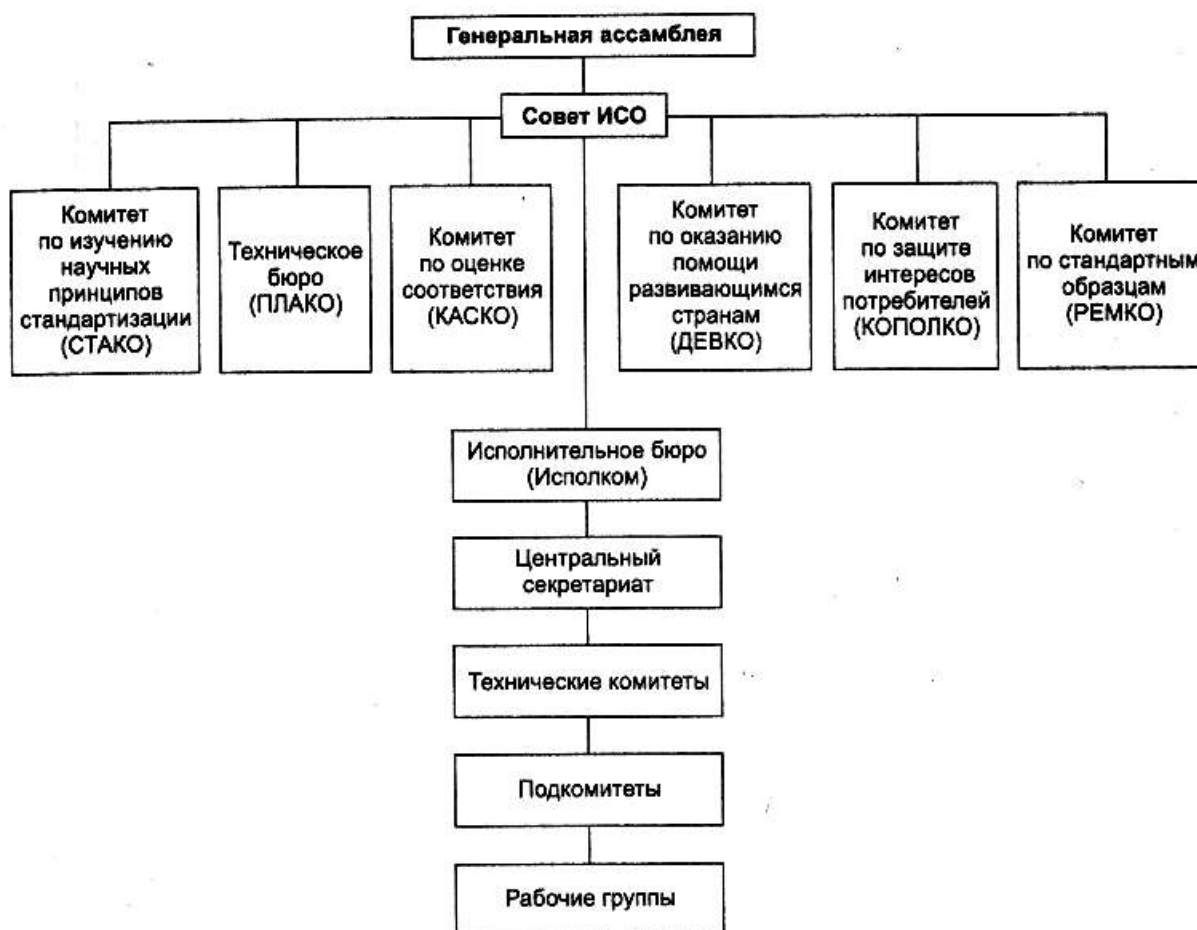 Генеральная ассамблея
Совет ИСО
Комитет
по изучению
научных
принципов
стандартизации
(СТАКО)
Техническое
бюро
(ПЛАКО)
Комитет
по оценке
соответствия
(КАСКО)
Комитет
по оказанию
помощи
развивающимся
странам
(ДЕВКО)
Комитет
по защите
интересов
потребителей
(КОПОЛКО)
Комитет
по стандартным
образцам
(РЕМКО)
Исполнительное бюро
(Исполком)
Центральный
секретариат
Технические комитеты
Подкомитеты
Рабочие группы